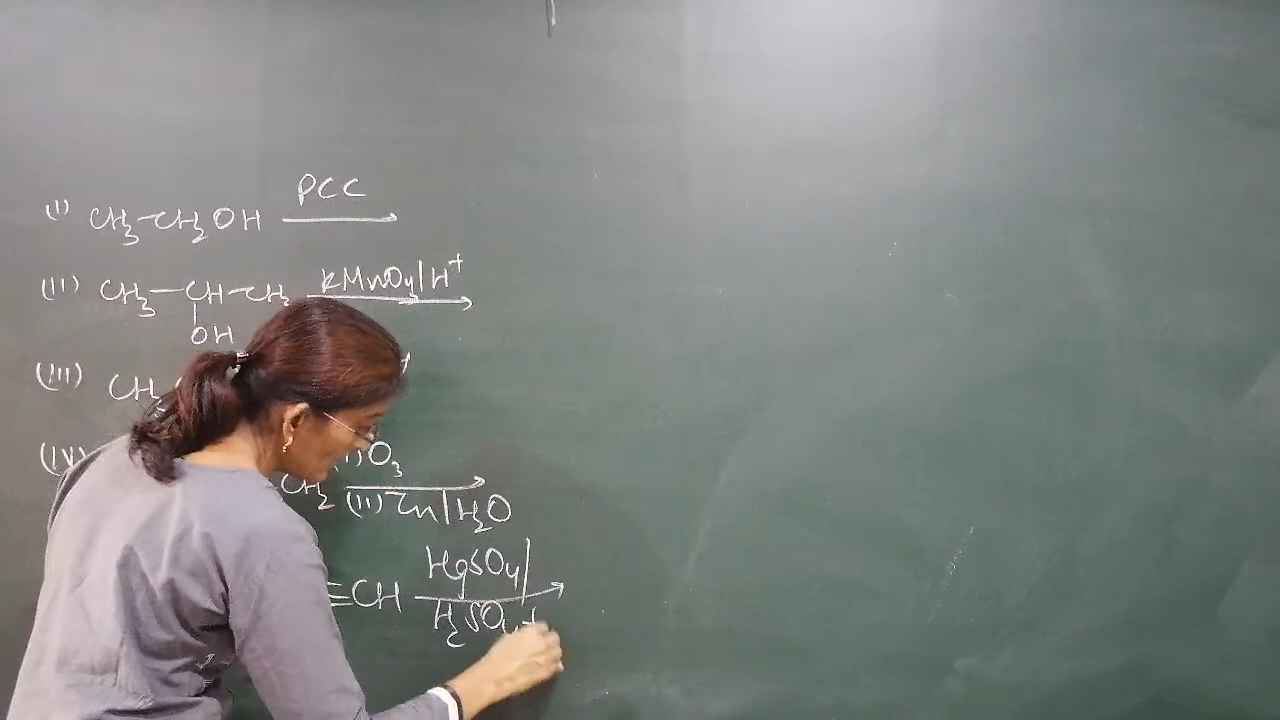 (I) CH3-CH2OH PCC →
(II) CH3-CH-CH3 KMnO4/H+ →
OH
(III) CH
(IV) CH2 O3 →
(II) Zn/H2O
≡CH HgSO4/ →
H2SO4 +